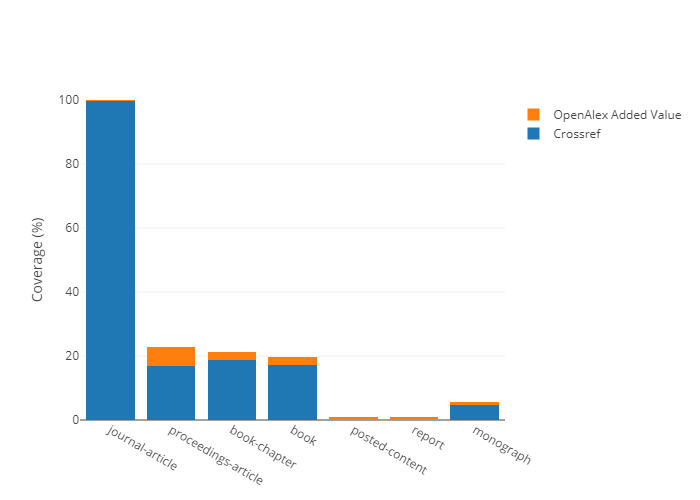 100
80
60
40
20
0
Coverage (%)
journal-article
proceedings-article
book-chapter
book
posted-content
report
monograph
OpenAlex Added Value
Crossref